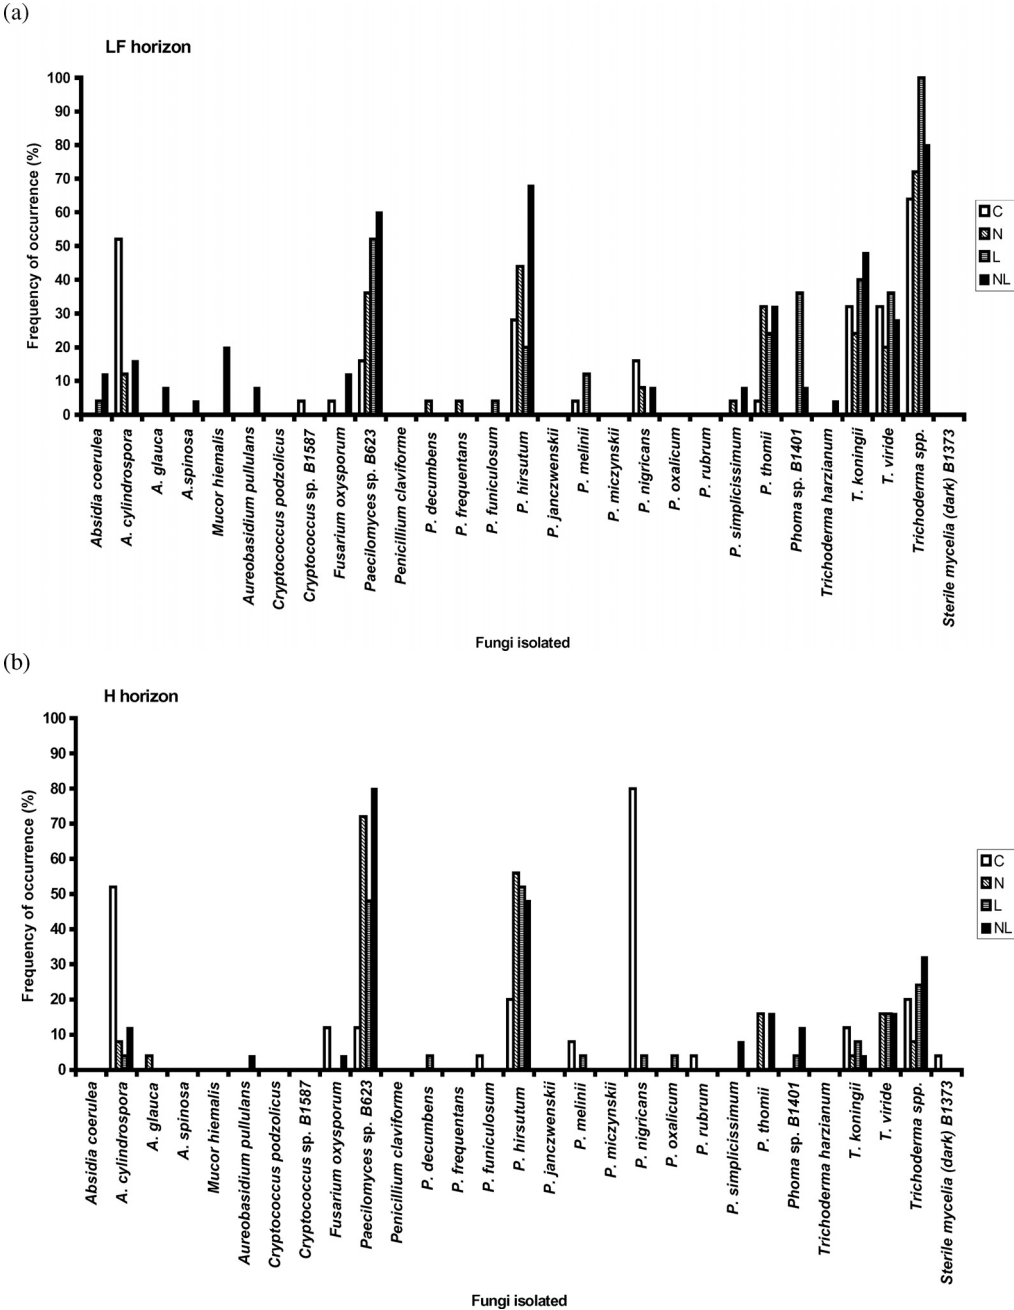 (a)
LF horizon
Frequency of occurrence (%)
100
90
80
70
60
50
40
30
20
10
0
C
N
L
NL
Absidia coerulea
A. cylindrospora
A. glauca
A.spinosa
Mucor hiemalis
Aureobasidium pullulans
Cryptococcus podzolicus
Cryptococcus sp. B1587
Fusarium oxysporum
Paecilomyces sp. B623
Penicillium claviforme
P. decumbens
P. frequentans
P. funiculosum
P. hirsutum
P. janczwenskii
P. melinii
P. miczynskii
P. nigricans
P. oxalicum
P. rubrum
P. simplicissimum
P. thomii
Phoma sp. B1401
Trichoderma harzianum
T. koningii
T. viride
Trichoderma spp.
Sterile mycelia (dark) B1373
Fungi isolated
(b)
H horizon
Frequency of occurrence (%)
100
90
80
70
60
50
40
30
20
10
0
C
N
L
NL
Absidia coerulea
A. cylindrospora
A. glauca
A. spinosa
Mucor hiemalis
Aureobasidium pullulans
Cryptococcus podzolicus
Cryptococcus sp. B1587
Fusarium oxysporum
Paecilomyces sp. B623
Penicillium claviforme
P. decumbens
P. frequentans
P. funiculosum
P. hirsutum
P. janczwenskii
P. melinii
P. miczynskii
P. nigricans
P. oxalicum
P. rubrum
P. simplicissimum
P. thomii
Phoma sp. B1401
Trichoderma harzianum
T. koningii
T. viride
Trichoderma spp.
Sterile mycelia (dark) B1373
Fungi isolated